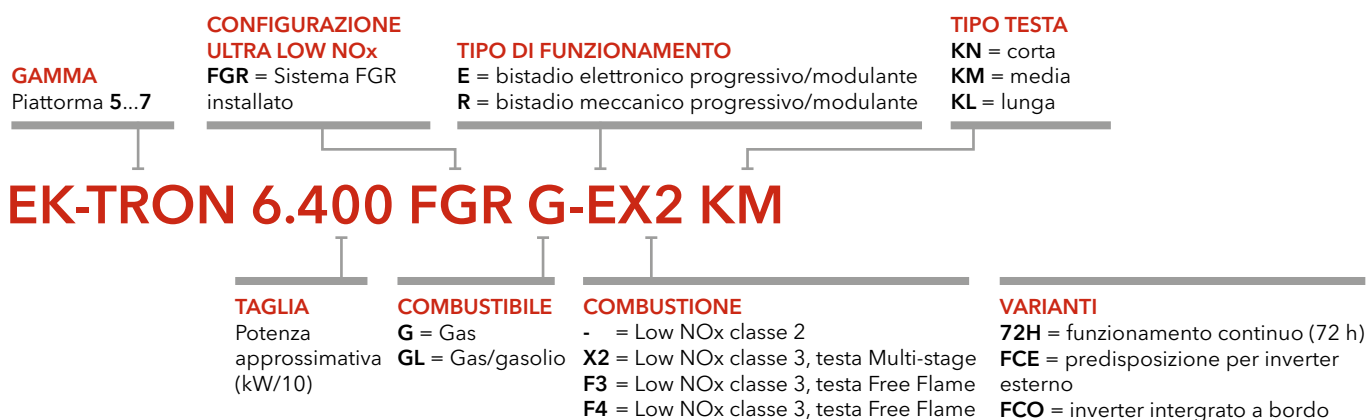 GAMMA
Piattorma 5...7
CONFIGURAZIONE
ULTRA LOW NOx
FGR = Sistema FGR
installato
TIPO DI FUNZIONAMENTO
E = bistadio elettronico progressivo/modulante
R = bistadio meccanico progressivo/modulante
TIPO TESTA
KN = corta
KM = media
KL = lunga
EK-TRON 6.400 FGR G-EX2 KM
TAGLIA
Potenza
approssimativa
(kW/10)
COMBUSTIBILE
G = Gas
GL = Gas/gasolio
COMBUSTIONE
- = Low NOx classe 2
X2 = Low NOx classe 3, testa Multi-stage
F3 = Low NOx classe 3, testa Free Flame
F4 = Low NOx classe 3, testa Free Flame
VARIANTI
72H = funzionamento continuo (72 h)
FCE = predisposizione per inverter
esterno
FCO = inverter intergrato a bordo